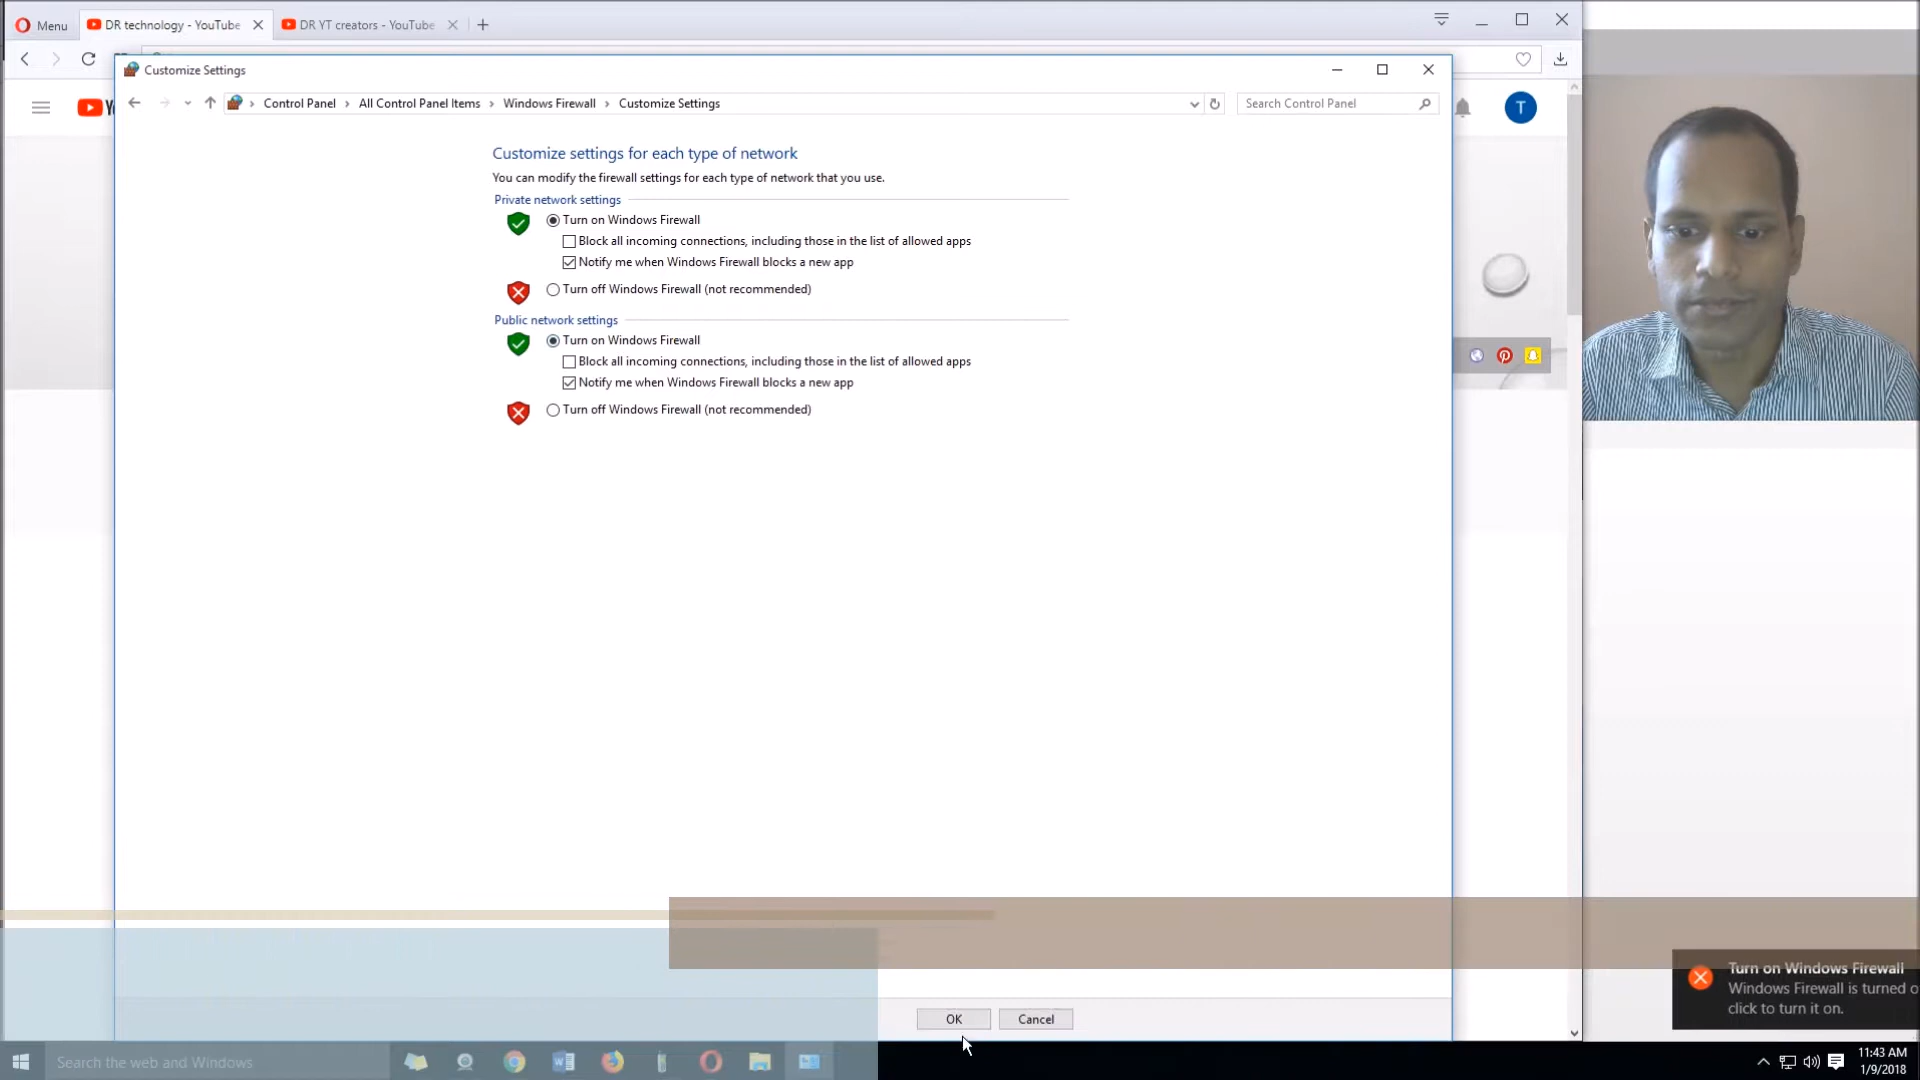 Menu
DR technology - YouTube
DR YT creators - YouTube
Customize Settings
Control Panel > All Control Panel Items > Windows Firewall > Customize Settings
Search Control Panel
T
Customize settings for each type of network
You can modify the firewall settings for each type of network that you use.
Private network settings
Turn on Windows Firewall
Block all incoming connections, including those in the list of allowed apps
Notify me when Windows Firewall blocks a new app
Turn off Windows Firewall (not recommended)
Public network settings
Turn on Windows Firewall
Block all incoming connections, including those in the list of allowed apps
Notify me when Windows Firewall blocks a new app
Turn off Windows Firewall (not recommended)
Turn on Windows Firewall
Windows Firewall is turned o
click to turn it on.
OK
Cancel
Search the web and Windows
11:43 AM
1/9/2018